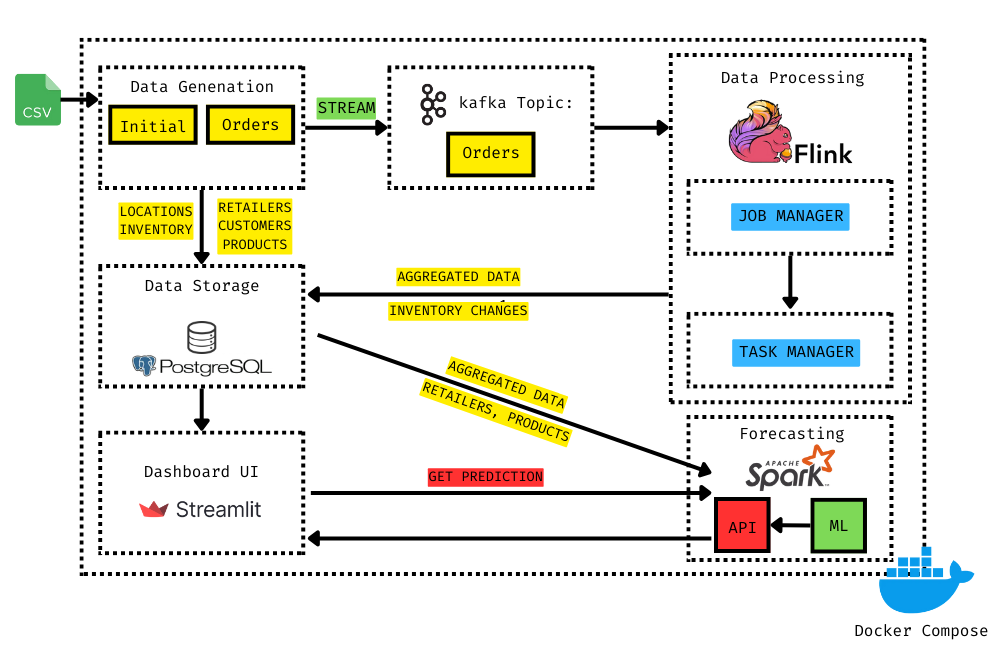 CSV
Data Genenation
Initial
Orders
STREAM
kafka Topic:
Orders
Data Processing
Flink
JOB MANAGER
TASK MANAGER
LOCATIONS
INVENTORY
RETAILERS
CUSTOMERS
PRODUCTS
Data Storage
PostgreSQL
AGGREGATED DATA
INVENTORY CHANGES
AGGREGATED DATA
RETAILERS, PRODUCTS
Dashboard UI
Streamlit
GET PREDICTION
Forecasting
APACHE
Spark
API
ML
Docker Compose